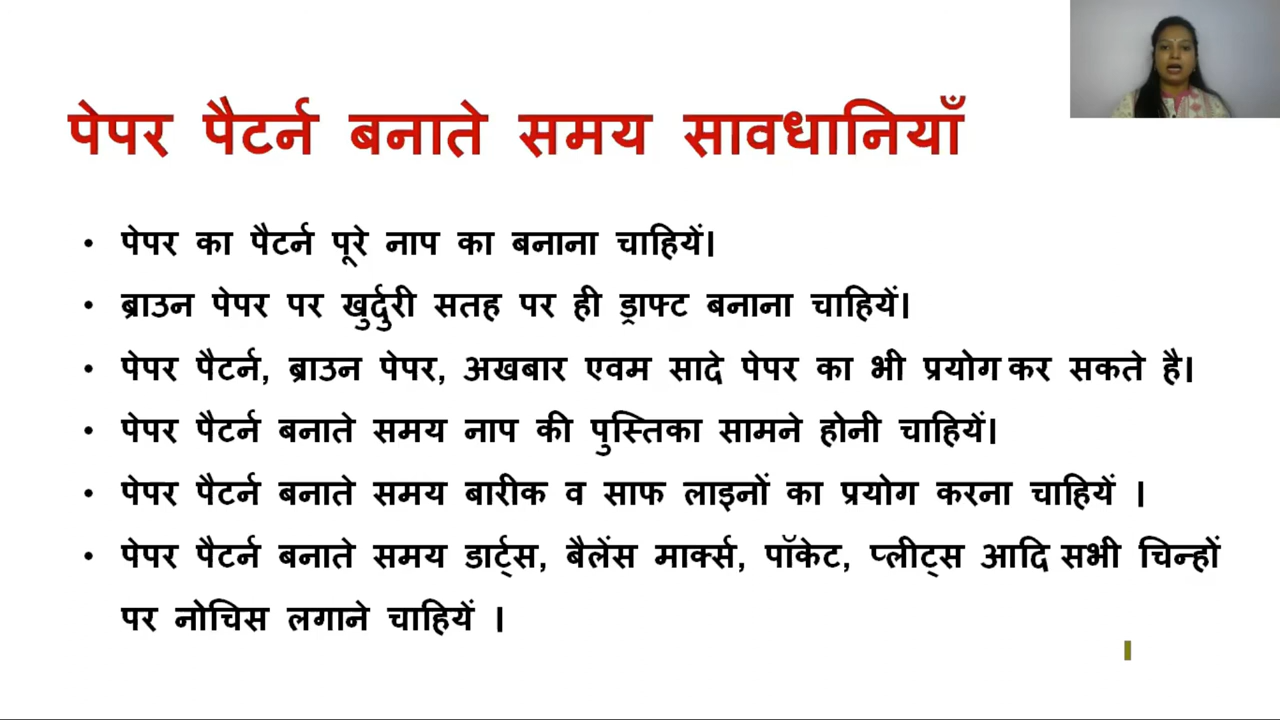 पेपर पैटर्न बनाते समय सावधानियाँ
• पेपर का पैटर्न पूरे नाप का बनाना चाहियें।
• ब्राउन पेपर पर खुर्दुरी सतह पर ही ड्राफ्ट बनाना चाहियें।
• पेपर पैटर्न, ब्राउन पेपर, अखबार एवम सादे पेपर का भी प्रयोग कर सकते है।
• पेपर पैटर्न बनाते समय नाप की पुस्तिका सामने होनी चाहियें।
• पेपर पैटर्न बनाते समय बारीक व साफ लाइनों का प्रयोग करना चाहियें ।
• पेपर पैटर्न बनाते समय डार्ट्स, बैलेंस मार्क्स, पॉकेट, प्लीट्स आदि सभी चिन्हों
पर नोचिस लगाने चाहियें ।